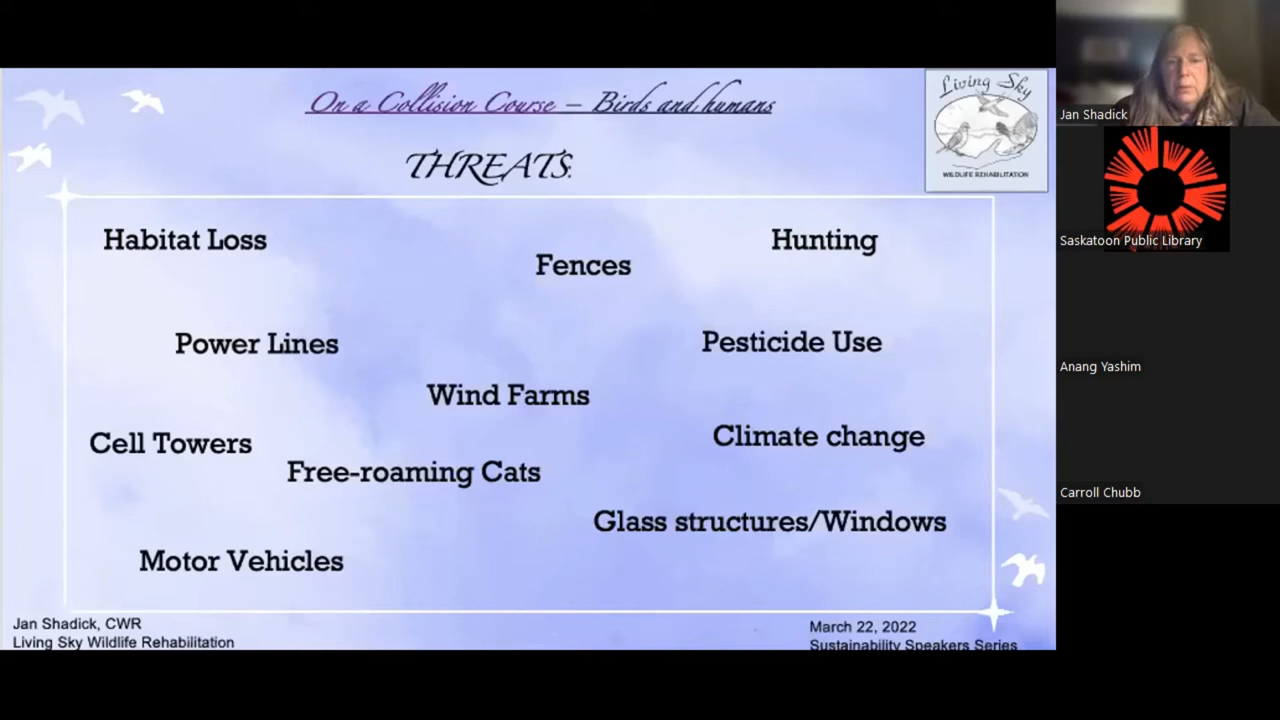 On a Collision Course – Birds and humans
Living Sky
WILDLIFE REHABILITATION
THREATS:
Habitat Loss
Hunting
Fences
Power Lines
Pesticide Use
Wind Farms
Cell Towers
Climate change
Free-roaming Cats
Glass structures/Windows
Motor Vehicles
Jan Shadick, CWR
Living Sky Wildlife Rehabilitation
March 22, 2022
Sustainability Speakers Series
Jan Shadick
Saskatoon Public Library
Anang Yashim
Carroll Chubb